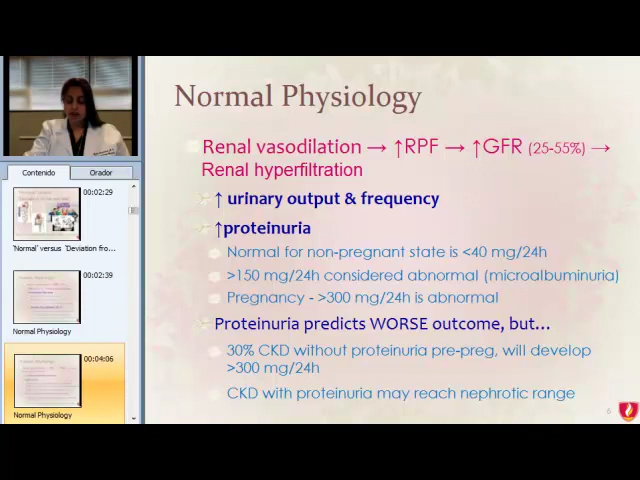 Normal Physiology
Renal vasodilation → ↑RPF → ↑GFR (25-55%) →
Renal hyperfiltration
↑ urinary output & frequency
↑proteinuria
Normal for non-pregnant state is <40 mg/24h
>150 mg/24h considered abnormal (microalbuminuria)
Pregnancy - >300 mg/24h is abnormal
Proteinuria predicts WORSE outcome, but…
30% CKD without proteinuria pre-preg, will develop
>300 mg/24h
CKD with proteinuria may reach nephrotic range
6
Contenido
Orador
00:02:29
'Normal' versus 'Deviation fro...
00:02:39
Normal Physiology
00:04:06
Normal Physiology